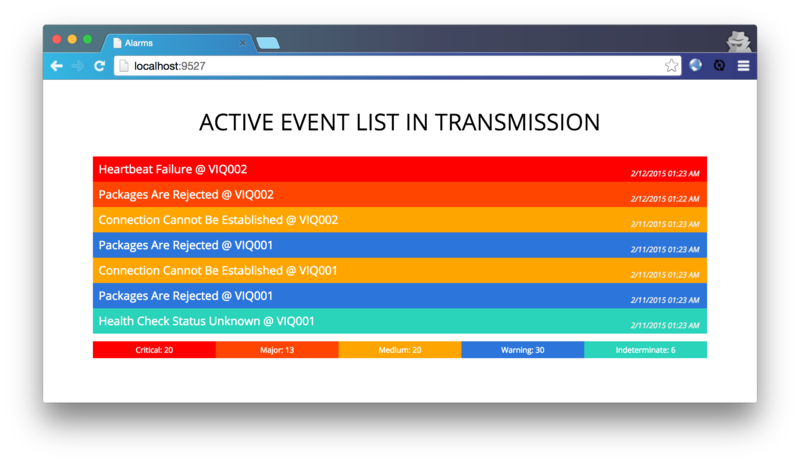 Alarms
localhost:9527
ACTIVE EVENT LIST IN TRANSMISSION
Heartbeat Failure @ VIQ002 2/12/2015 01:23 AM
Packages Are Rejected @ VIQ002 2/12/2015 01:22 AM
Connection Cannot Be Established @ VIQ002 2/11/2015 01:23 AM
Packages Are Rejected @ VIQ001 2/11/2015 01:23 AM
Connection Cannot Be Established @ VIQ001 2/11/2015 01:23 AM
Packages Are Rejected @ VIQ001 2/11/2015 01:23 AM
Health Check Status Unknown @ VIQ001 2/11/2015 01:23 AM
Critical: 20 Major: 13 Medium: 20 Warning: 30 Indeterminate: 6